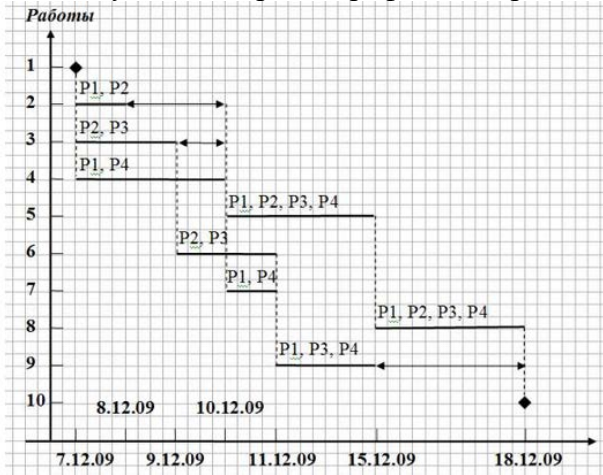 Работы
1
P1, P2
2
P2, P3
3
P1, P4
4
P1, P2, P3, P4
5
P2, P3
6
P1, P4
7
P1, P2, P3, P4
8
P1, P3, P4
9
10
8.12.09 10.12.09
7.12.09 9.12.09 11.12.09 15.12.09 18.12.09